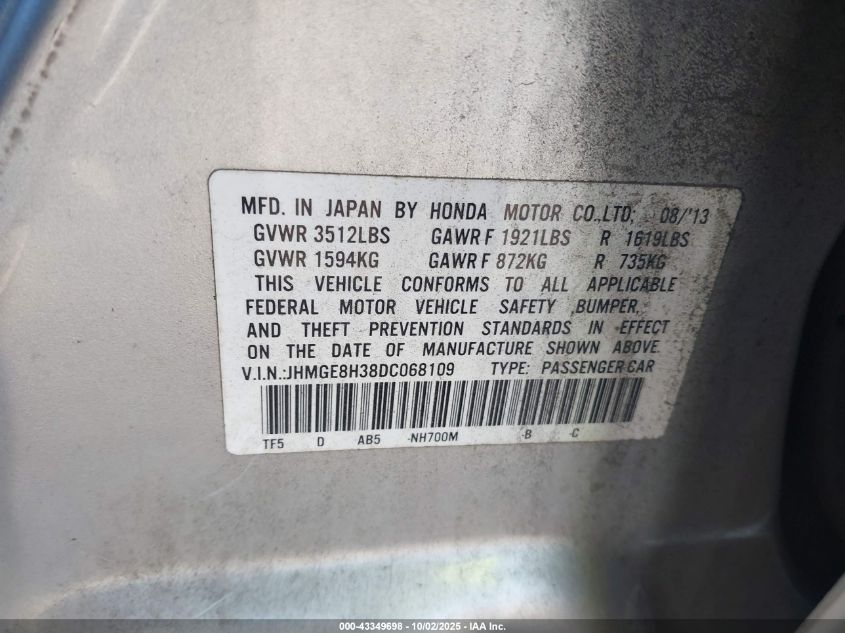 MFD. IN JAPAN BY HONDA MOTOR CO.,LTD; 08/'13
GVWR 3512LBS GAWR F 1921LBS R 1619LBS
GVWR 1594KG GAWR F 872KG R 735KG
THIS VEHICLE CONFORMS TO ALL APPLICABLE
FEDERAL MOTOR VEHICLE SAFETY ,BUMPER,
AND THEFT PREVENTION STANDARDS IN EFFECT
ON THE DATE OF MANUFACTURE SHOWN ABOVE.
V.I.N.:JHMGE8H38DC068109 TYPE: PASSENGER CAR
TF5 D AB5 -NH700M -B -C
000-43349698 - 10/02/2025 - IAA Inc.